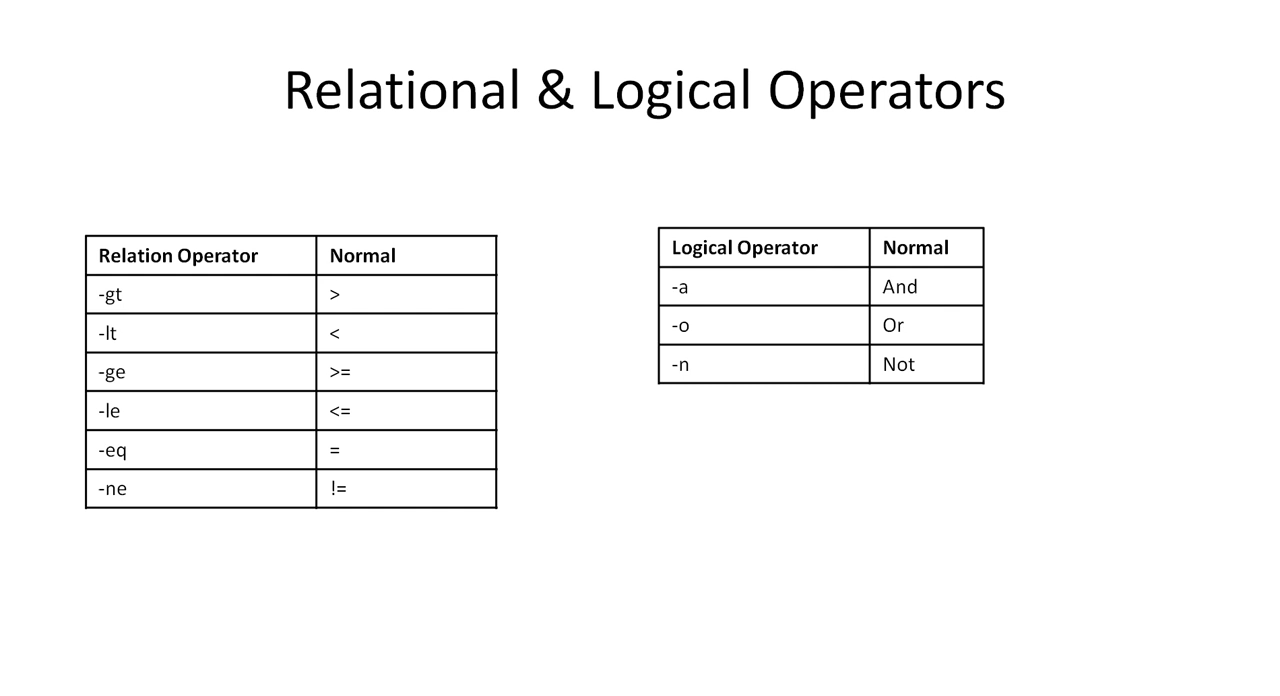 Relational & Logical Operators
Relation Operator Normal
-gt >
-lt <
-ge >=
-le <=
-eq =
-ne !=
Logical Operator Normal
-a And
-o Or
-n Not